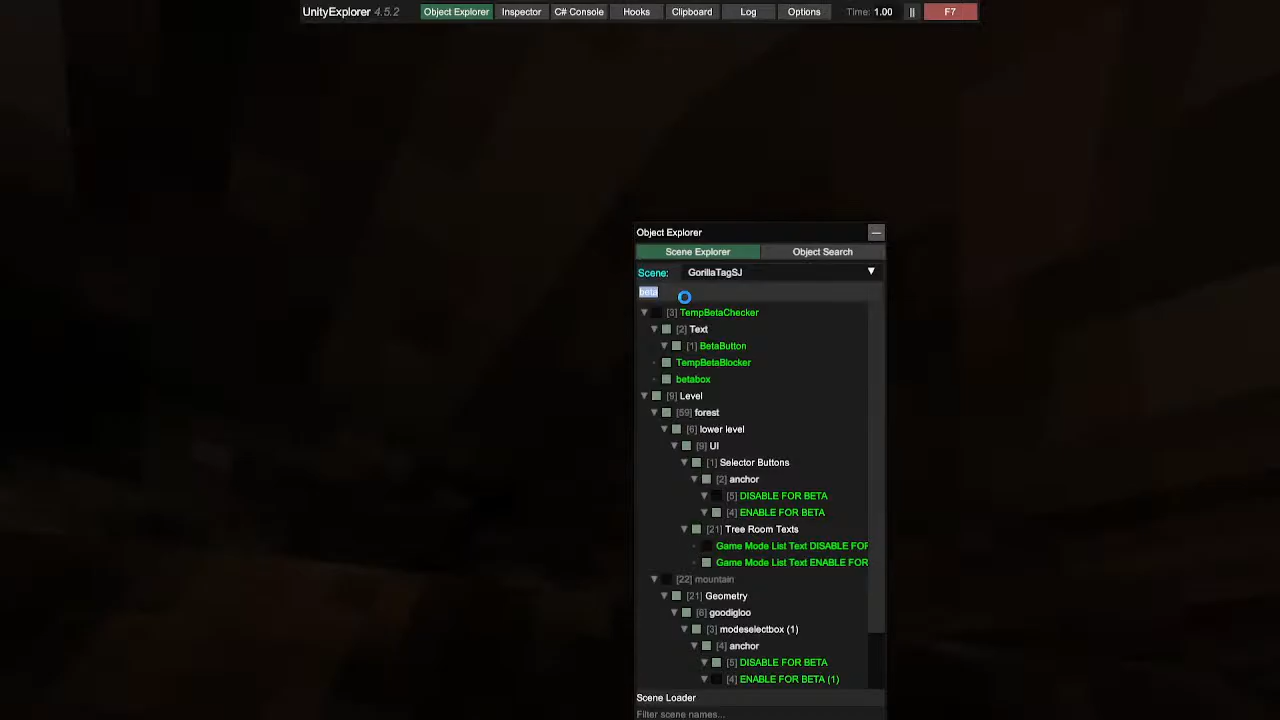 UnityExplorer 4.5.2 Object Explorer Inspector C# Console Hooks Clipboard Log Options Time: 1.00 || F7
Object Explorer —
Scene Explorer Object Search
Scene: GorillaTagSJ ▼
beta
▼ [3] TempBetaChecker
▼ [2] Text
▼ [1] BetaButton
TempBetaBlocker
betabox
▼ [9] Level
▼ [59] forest
▼ [6] lower level
▼ [9] UI
▼ [1] Selector Buttons
▼ [2] anchor
▼ [5] DISABLE FOR BETA
▼ [4] ENABLE FOR BETA
▼ [21] Tree Room Texts
Game Mode List Text DISABLE FOR
Game Mode List Text ENABLE FOR
▼ [22] mountain
▼ [21] Geometry
▼ [6] goodigloo
▼ [3] modeselectbox (1)
▼ [4] anchor
▼ [5] DISABLE FOR BETA
▼ [4] ENABLE FOR BETA (1)
Scene Loader
Filter scene names...